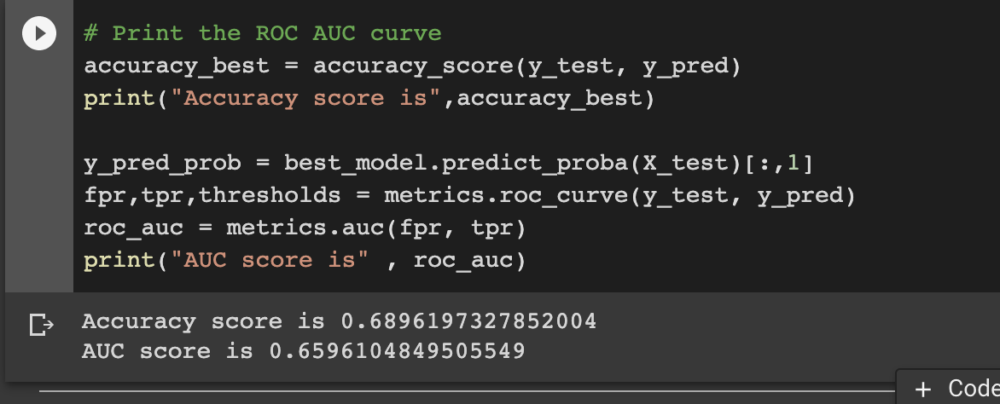 # Print the ROC AUC curve
accuracy_best = accuracy_score(y_test, y_pred)
print("Accuracy score is",accuracy_best)
y_pred_prob = best_model.predict_proba(X_test)[:,1]
fpr,tpr,thresholds = metrics.roc_curve(y_test, y_pred)
roc_auc = metrics.auc(fpr, tpr)
print("AUC score is" , roc_auc)
Accuracy score is 0.6896197327852004
AUC score is 0.6596104849505549
+ Code